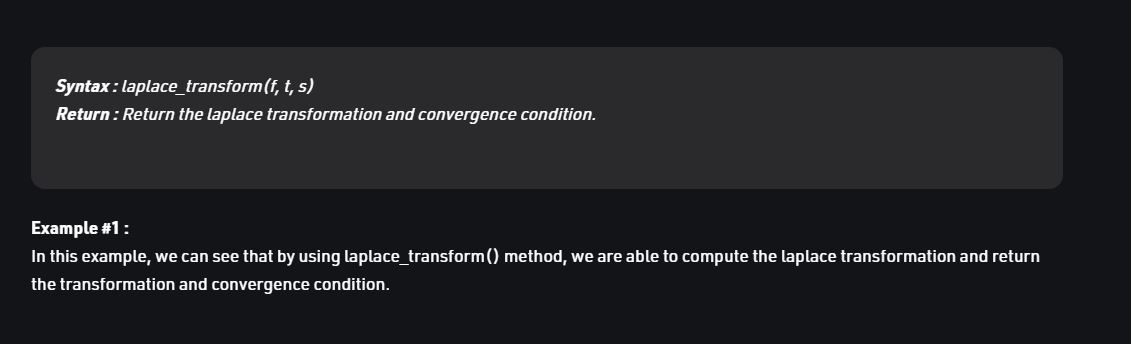 Syntax : laplace_transform(f, t, s)
Return : Return the laplace transformation and convergence condition.
Example #1 :
In this example, we can see that by using laplace_transform() method, we are able to compute the laplace transformation and return
the transformation and convergence condition.